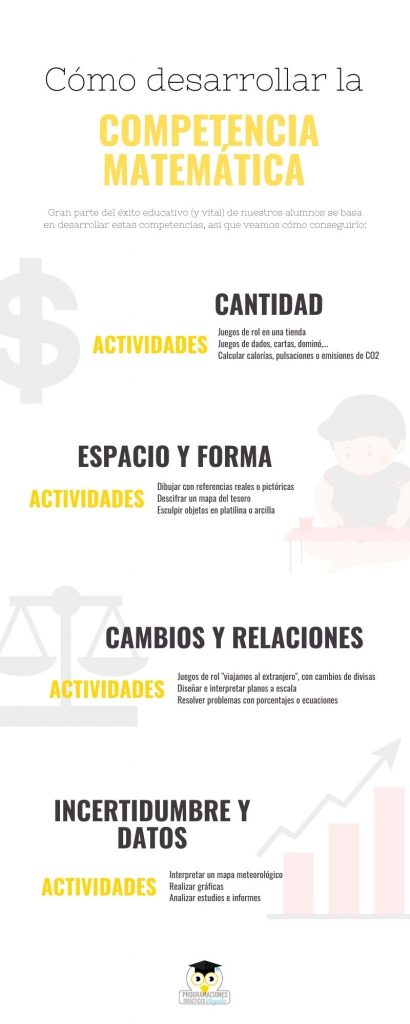 Cómo desarrollar la
COMPETENCIA
MATEMÁTICA
Gran parte del éxito educativo (y vital) de nuestros alumnos se basa
en desarrollar estas competencias, así que veamos cómo conseguirlo:
CANTIDAD
ACTIVIDADES
Juegos de rol en una tienda
Juegos de dados, cartas, dominó,...
Calcular calorías, pulsaciones o emisiones de CO2
ESPACIO Y FORMA
ACTIVIDADES
Dibujar con referencias reales o pictóricas
Descifrar un mapa del tesoro
Esculpir objetos en platilina o arcilla
CAMBIOS Y RELACIONES
ACTIVIDADES
Juegos de rol "viajamos al extranjero", con cambios de divisas
Diseñar e interpretar planos a escala
Resolver problemas con porcentajes o ecuaciones
INCERTIDUMBRE Y
DATOS
ACTIVIDADES
Interpretar un mapa meteorológico
Realizar gráficas
Analizar estudios e informes
PROGRAMACIONES
DIDÁCTICAS